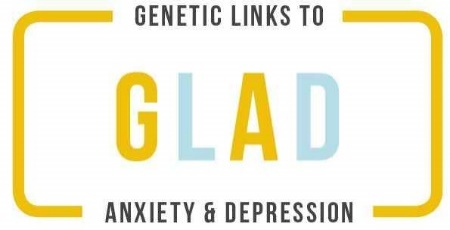 GENETIC LINKS TO
GLAD
ANXIETY & DEPRESSION